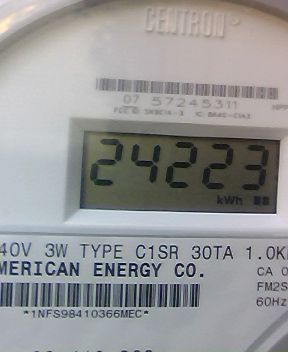 CENTRON®
07 57245311
24223
kWh
40V 3W TYPE C1SR 30TA 1.0K
MERICAN ENERGY CO.
CA 0
FM2S
60Hz
*1NFS98410366MEC*